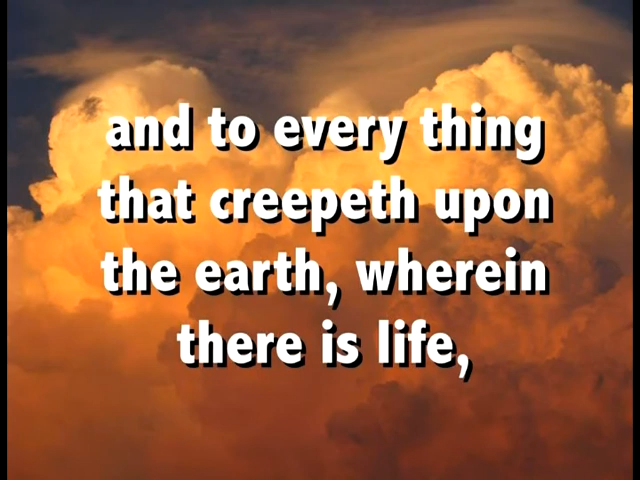 and to every thing
that creepeth upon
the earth, wherein
there is life,